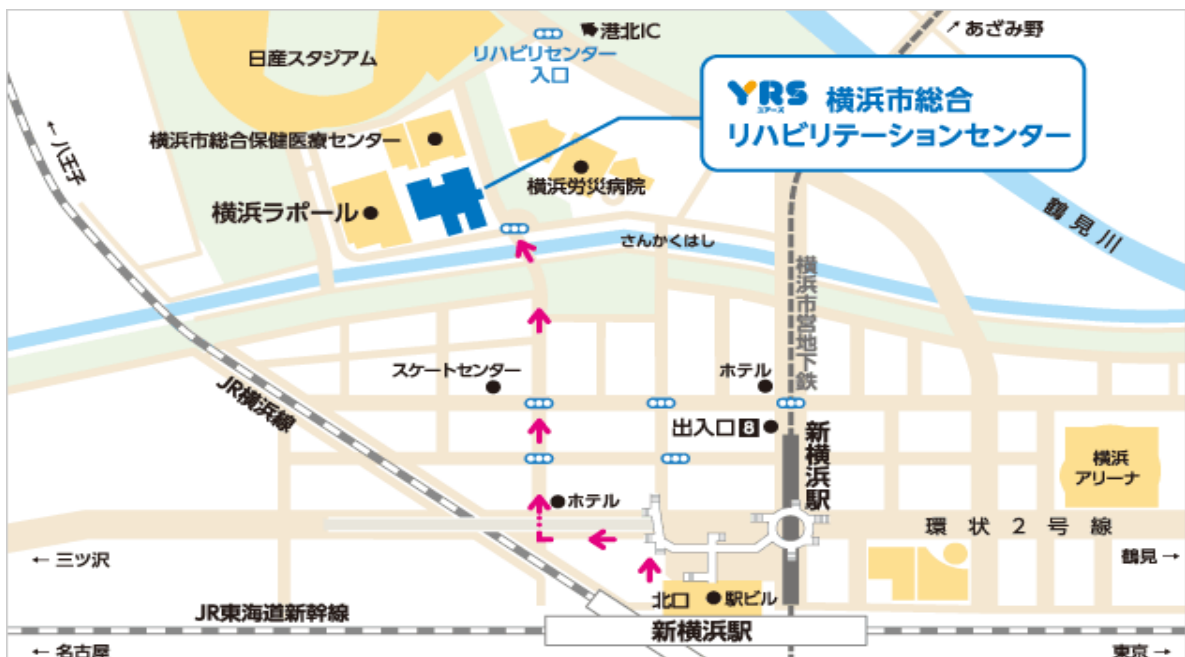 港北IC
あざみ野
日産スタジアム
リハビリセンター
入口
YRS
ヨアーズ
横浜市総合
リハビリテーションセンター
横浜市総合保健医療センター
八王子
横浜労災病院
横浜ラポール
鶴見川
さんかくはし
横浜市営地下鉄
スケートセンター
ホテル
JR横浜線
出入口8
新横浜駅
横浜
アリーナ
ホテル
環状2号線
←三ツ沢
鶴見→
北口
駅ビル
JR東海道新幹線
新横浜駅
←名古屋
東京→